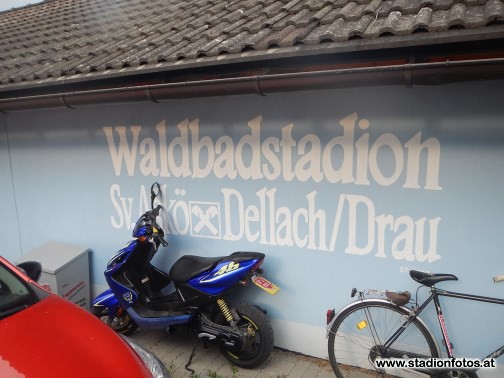 Waldbadstadion
Sv. Dellach/Drau
46
www.stadionfotos.at